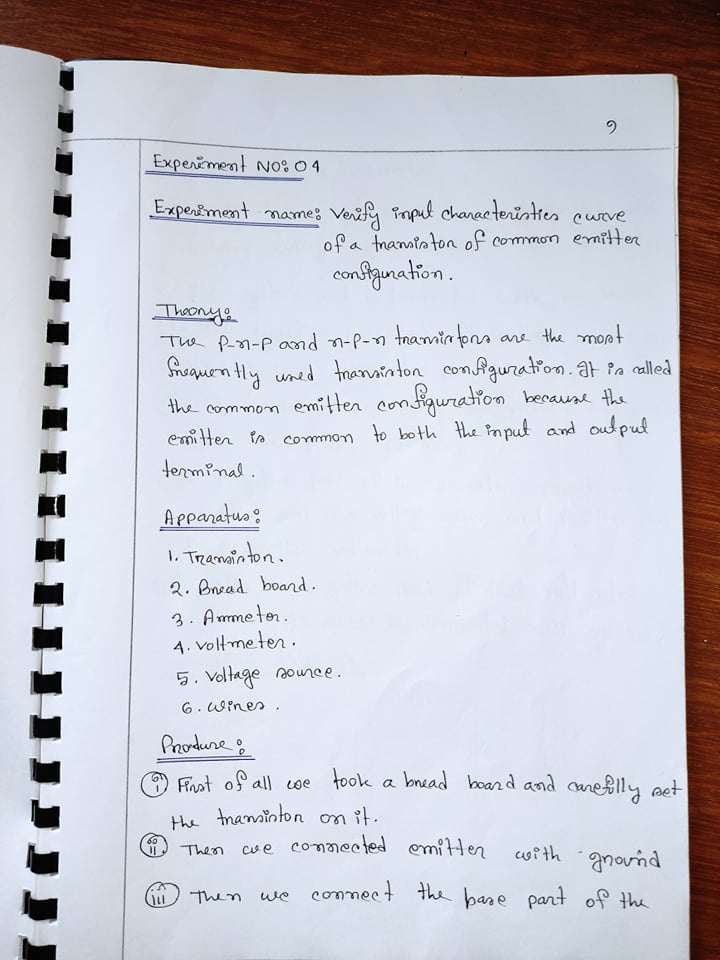 9
Experiment No: 04
Experiment name: Verify input characteristics curve
of a transistor of common emitter
configuration.
Theory:
The p-n-p and n-p-n transistors are the most
frequently used transistor configuration. It is called
the common emitter configuration because the
emitter is common to both the input and output
terminal.
Apparatus:
1. Transistor.
2. Bread board.
3. Ammeter.
4. Voltmeter.
5. Voltage source.
6. Wires.
Produre:
(i) First of all we took a bread board and carefully set
the transistor on it.
(ii) Then we connected emitter with ground
(iii) Then we connect the base part of the